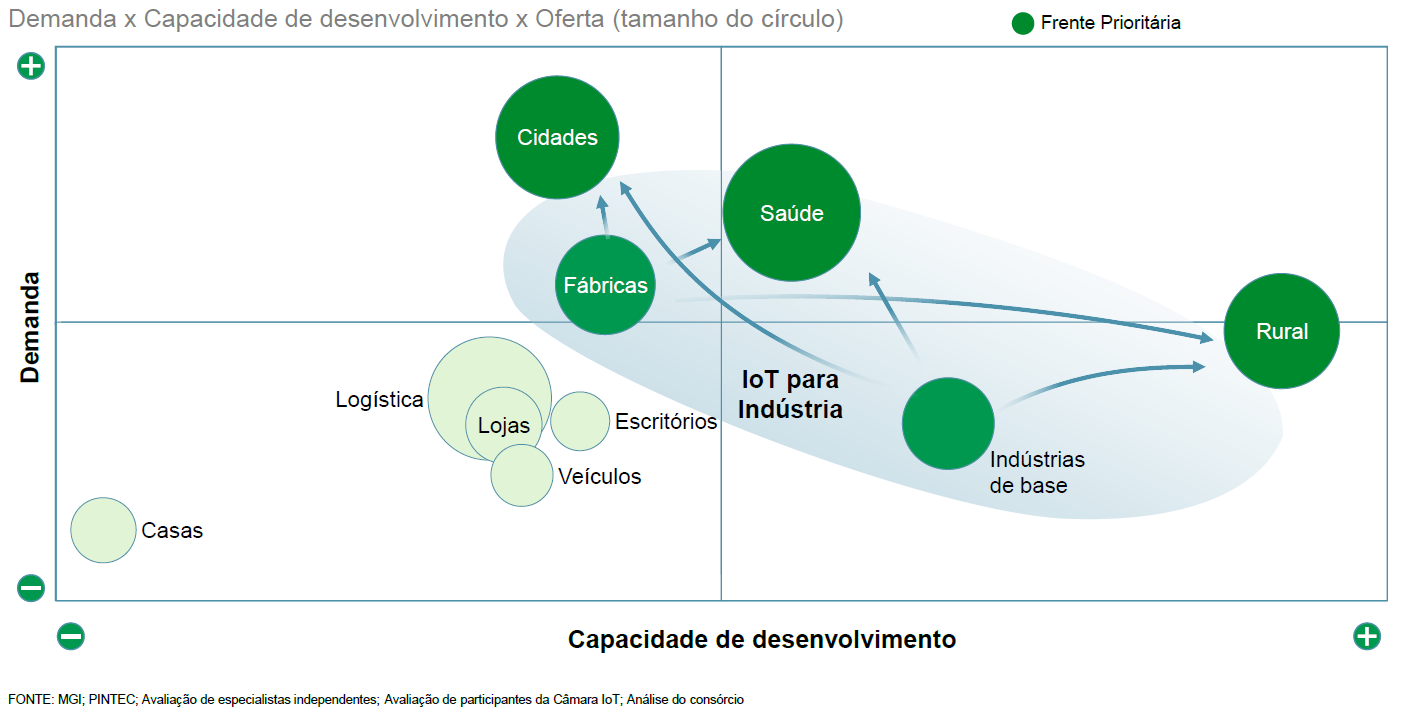 Demanda x Capacidade de desenvolvimento x Oferta (tamanho do círculo)
Frente Prioritária
Cidades
Saúde
Fábricas
Rural
Demanda
IoT para
Indústria
Logística
Lojas
Escritórios
Veículos
Indústrias
de base
Casas
Capacidade de desenvolvimento
FONTE: MGI; PINTEC; Avaliação de especialistas independentes; Avaliação de participantes da Câmara IoT; Análise do consórcio